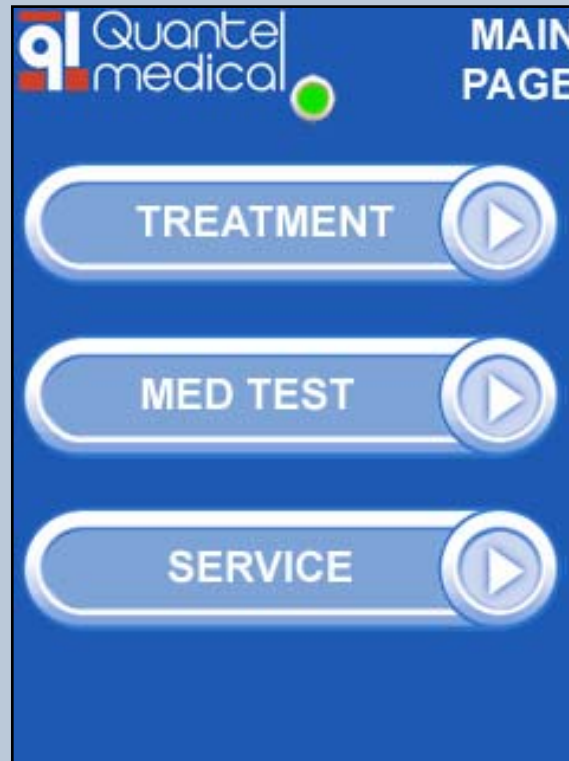 Quantel
medical
MAIN
PAGE
TREATMENT
MED TEST
SERVICE